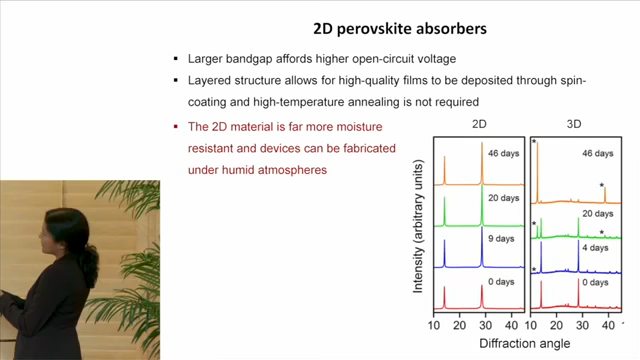 2D perovskite absorbers
▪ Larger bandgap affords higher open-circuit voltage
▪ Layered structure allows for high-quality films to be deposited through spin-
coating and high-temperature annealing is not required
▪ The 2D material is far more moisture
resistant and devices can be fabricated
under humid atmospheres
2D 3D
Intensity (arbitrary units)
46 days
20 days
9 days
0 days
10 20 30 40
* 46 days
*
20 days
* *
4 days
*
0 days
10 20 30 40
Diffraction angle